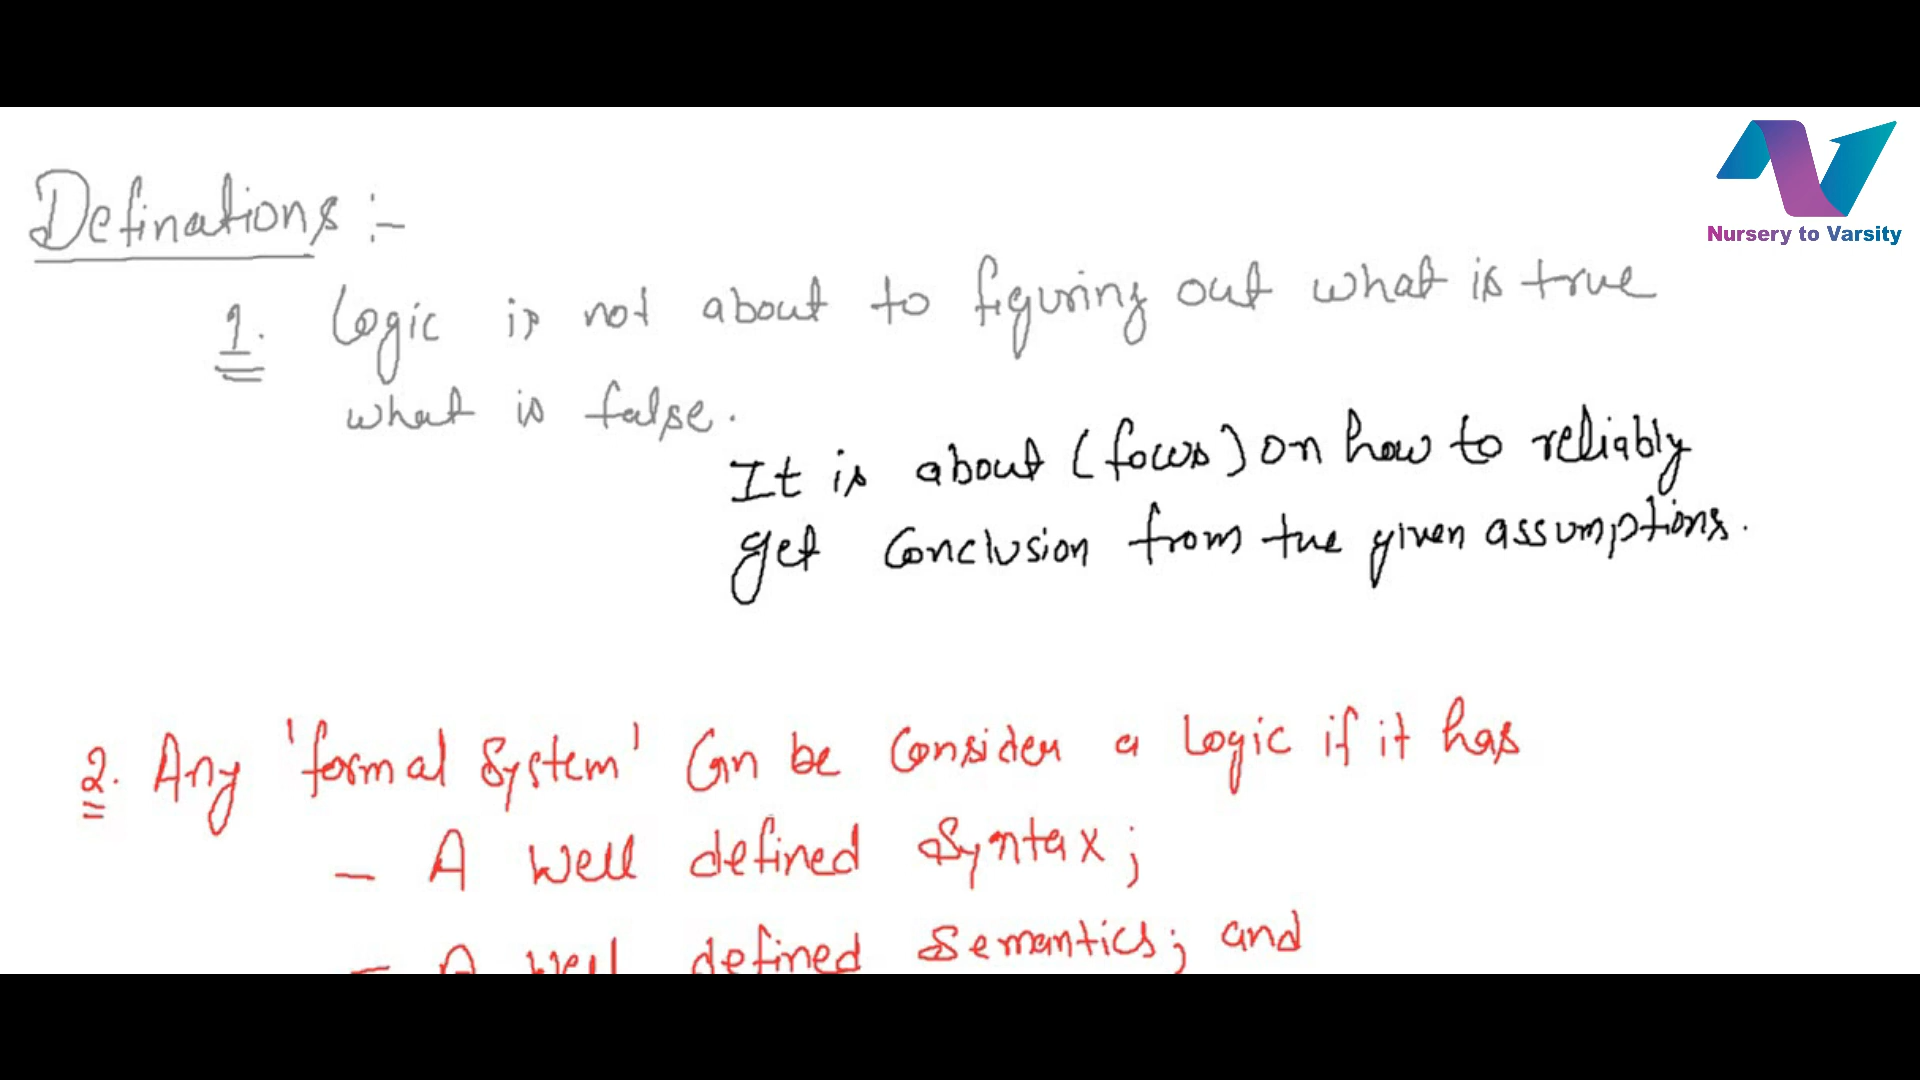 Definations :-
Nursery to Varsity
1. Logic is not about to figuring out what is true
what is false.
It is about (focus) on how to reliably
get conclusion from the given assumptions.
2. Any 'formal System' Can be Consider a Logic if it has
- A Well defined Syntax;
- A Well defined Semantics; and